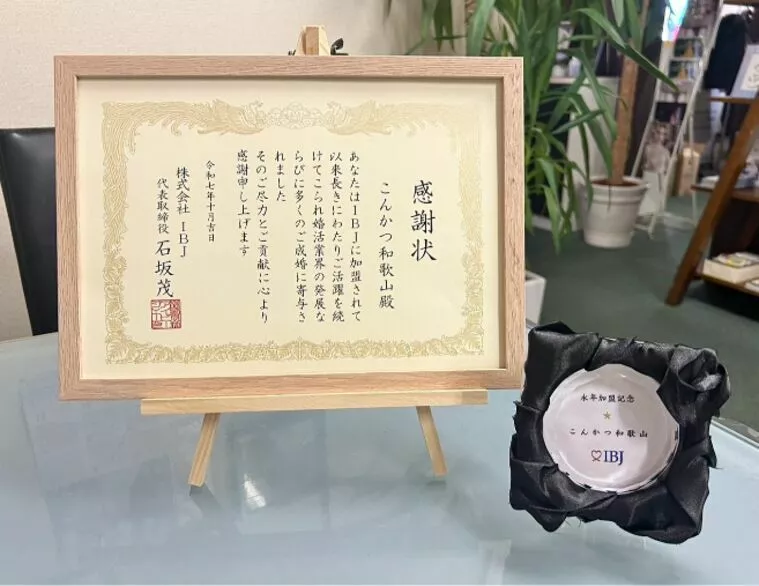 感謝状
こんかつ和歌山殿
あなたはIBJに加盟されて
以来長きにわたりご活躍を続
けてこられ婚活業界の発展な
らびに多くのご成婚に寄与さ
れました
そのご尽力とご貢献に心より
感謝申し上げます
令和七年十月吉日
株式会社 IBJ
代表取締役 石坂茂
永年加盟記念
こんかつ和歌山
IBJ